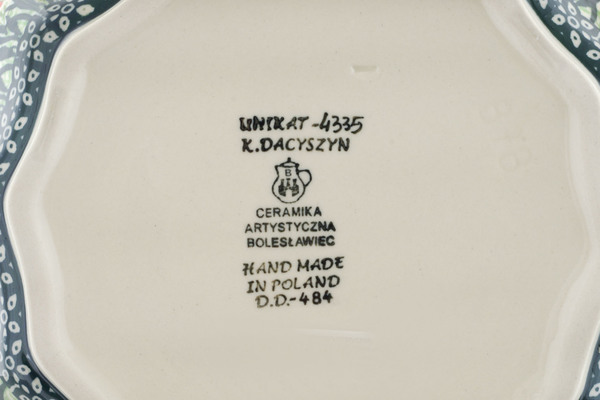 UNIKAT -4335
K.DACYSZYN
B
CERAMIKA
ARTYSTYCZNA
BOLESŁAWIEC
HAND MADE
IN POLAND
D.D.-484